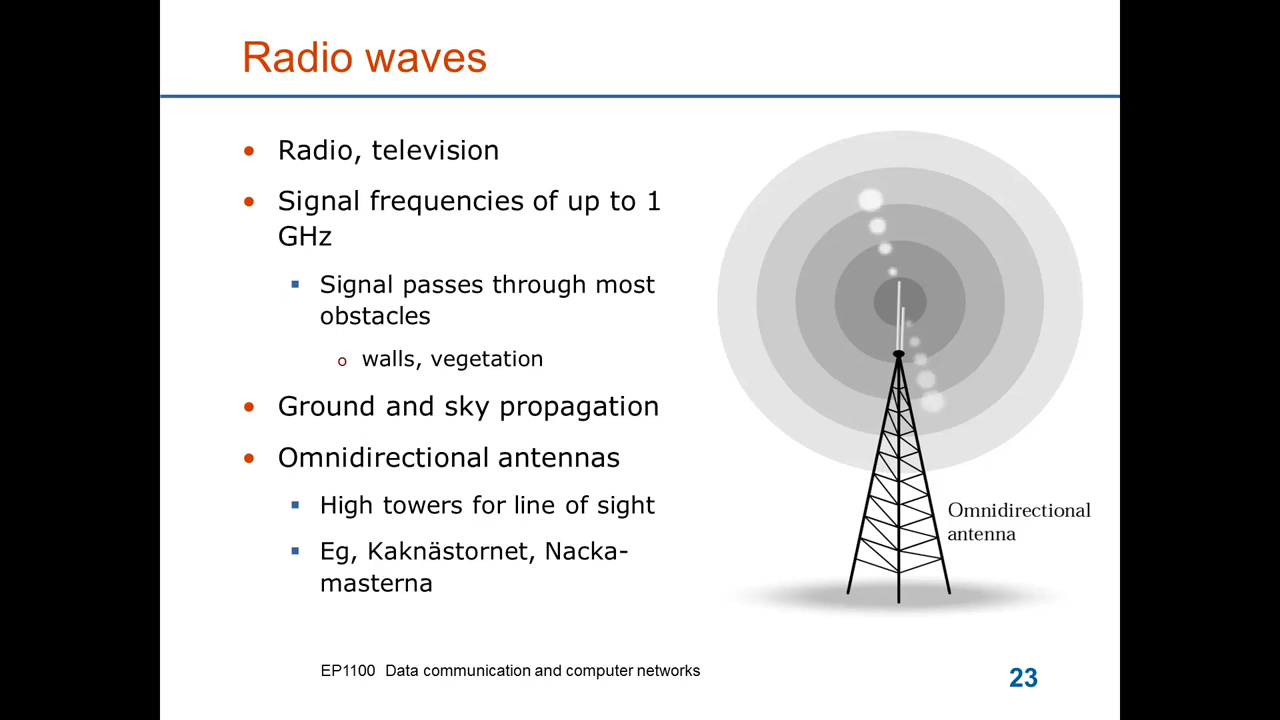 Radio waves
Radio, television
Signal frequencies of up to 1
GHz
Signal passes through most
obstacles
walls, vegetation
Ground and sky propagation
Omnidirectional antennas
High towers for line of sight
Eg, Kaknästornet, Nacka-
masterna
Omnidirectional
antenna
EP1100 Data communication and computer networks
23